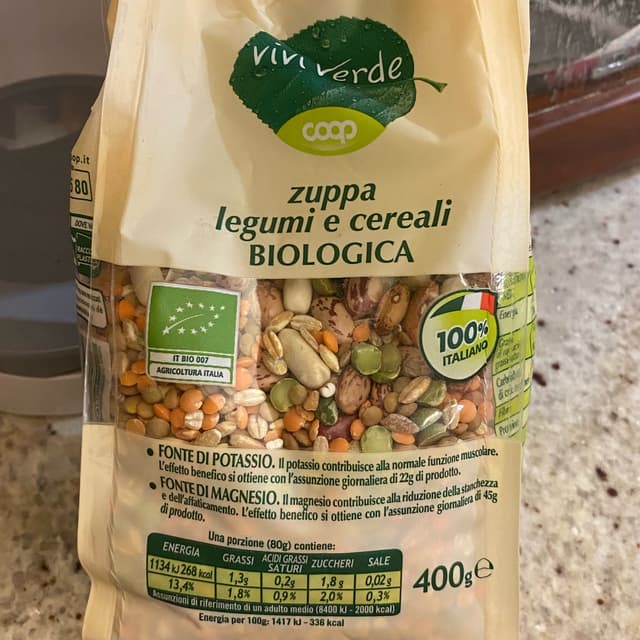 vivi verde
coop
zuppa
legumi e cereali
BIOLOGICA
IT BIO 007
AGRICOLTURA ITALIA
100%
ITALIANO
• FONTE DI POTASSIO. Il potassio contribuisce alla normale funzione muscolare.
L'effetto benefico si ottiene con l'assunzione giornaliera di 22g di prodotto.
• FONTE DI MAGNESIO. Il magnesio contribuisce alla riduzione della stanchezza
e dell'affaticamento. L'effetto benefico si ottiene con l'assunzione giornaliera di 45g
di prodotto.
Una porzione (80g) contiene:
ENERGIA GRASSI ACIDI GRASSI SATURI ZUCCHERI SALE
1134 kJ 268 kcal 1,3g 0,2g 1,8g 0,02g
13,4% 1,8% 0,9% 2,0% 0,3%
Assunzioni di riferimento di un adulto medio (8400 kJ - 2000 kcal)
Energia per 100g: 1417 kJ - 338 kcal
400g e
op.it
80